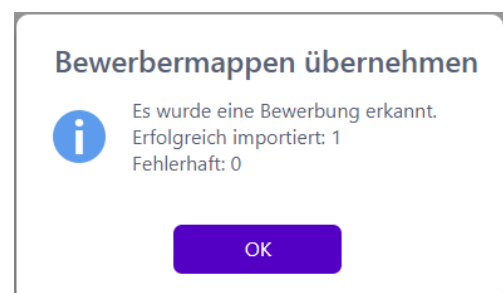 Bewerbermappen übernehmen
Es wurde eine Bewerbung erkannt.
Erfolgreich importiert: 1
Fehlerhaft: 0
OK